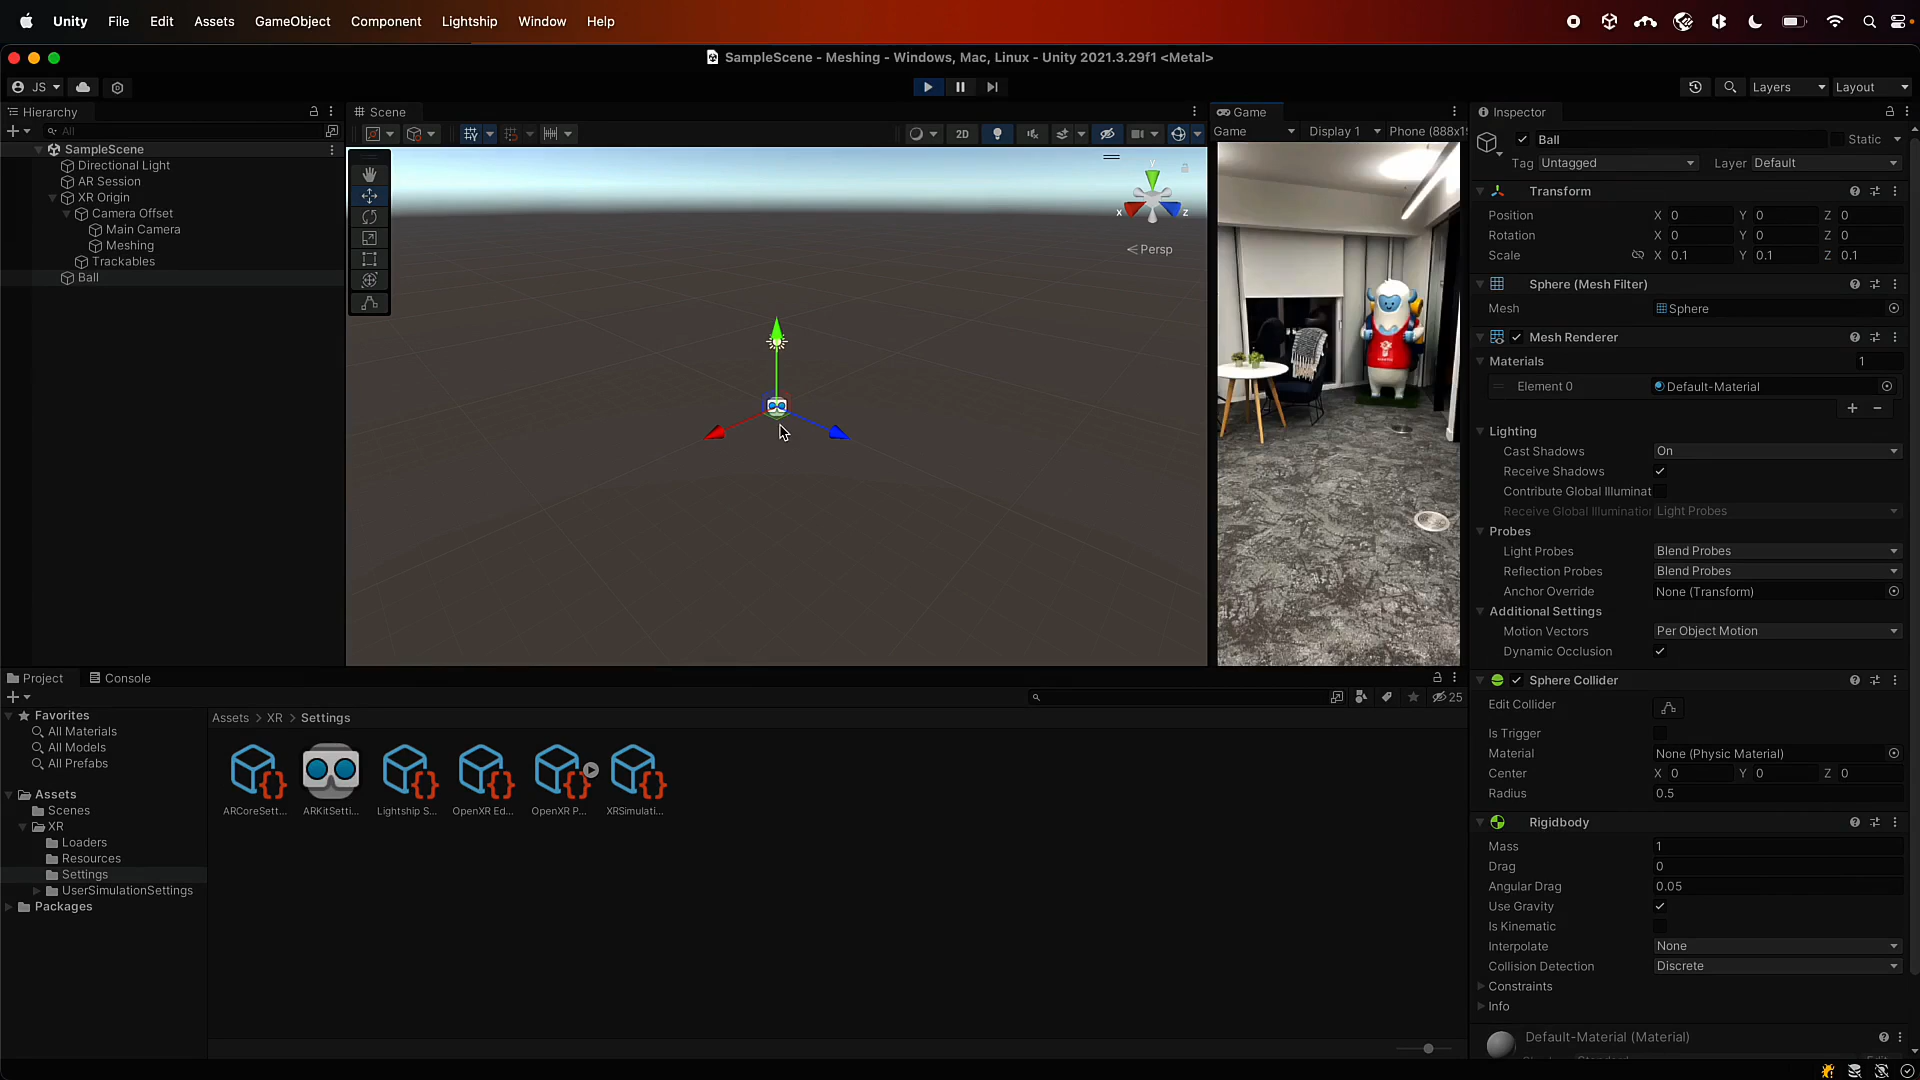 Unity File Edit Assets GameObject Component Lightship Window Help
SampleScene - Meshing - Windows, Mac, Linux - Unity 2021.3.29f1 <Metal>
JS
Layers
Layout
Hierarchy
All
SampleScene
Directional Light
AR Session
XR Origin
Camera Offset
Main Camera
Meshing
Trackables
Ball
Scene
2D
y
x
z
Persp
Game
Game Display 1 Phone (888x1
Inspector
Ball
Static
Tag Untagged Layer Default
Transform
Position X 0 Y 0 Z 0
Rotation X 0 Y 0 Z 0
Scale X 0.1 Y 0.1 Z 0.1
Sphere (Mesh Filter)
Mesh Sphere
Mesh Renderer
Materials 1
Element 0 Default-Material
Lighting
Cast Shadows On
Receive Shadows
Contribute Global Illuminat
Receive Global Illumination Light Probes
Probes
Light Probes Blend Probes
Reflection Probes Blend Probes
Anchor Override None (Transform)
Additional Settings
Motion Vectors Per Object Motion
Dynamic Occlusion
Sphere Collider
Edit Collider
Is Trigger
Material None (Physic Material)
Center X 0 Y 0 Z 0
Radius 0.5
Rigidbody
Mass 1
Drag 0
Angular Drag 0.05
Use Gravity
Is Kinematic
Interpolate None
Collision Detection Discrete
Constraints
Info
Default-Material (Material)
Project
Console
25
Favorites
All Materials
All Models
All Prefabs
Assets
Scenes
XR
Loaders
Resources
Settings
UserSimulationSettings
Packages
Assets > XR > Settings
ARCoreSett...
ARKitSetti...
Lightship S...
OpenXR Ed...
OpenXR P...
XRSimulati...